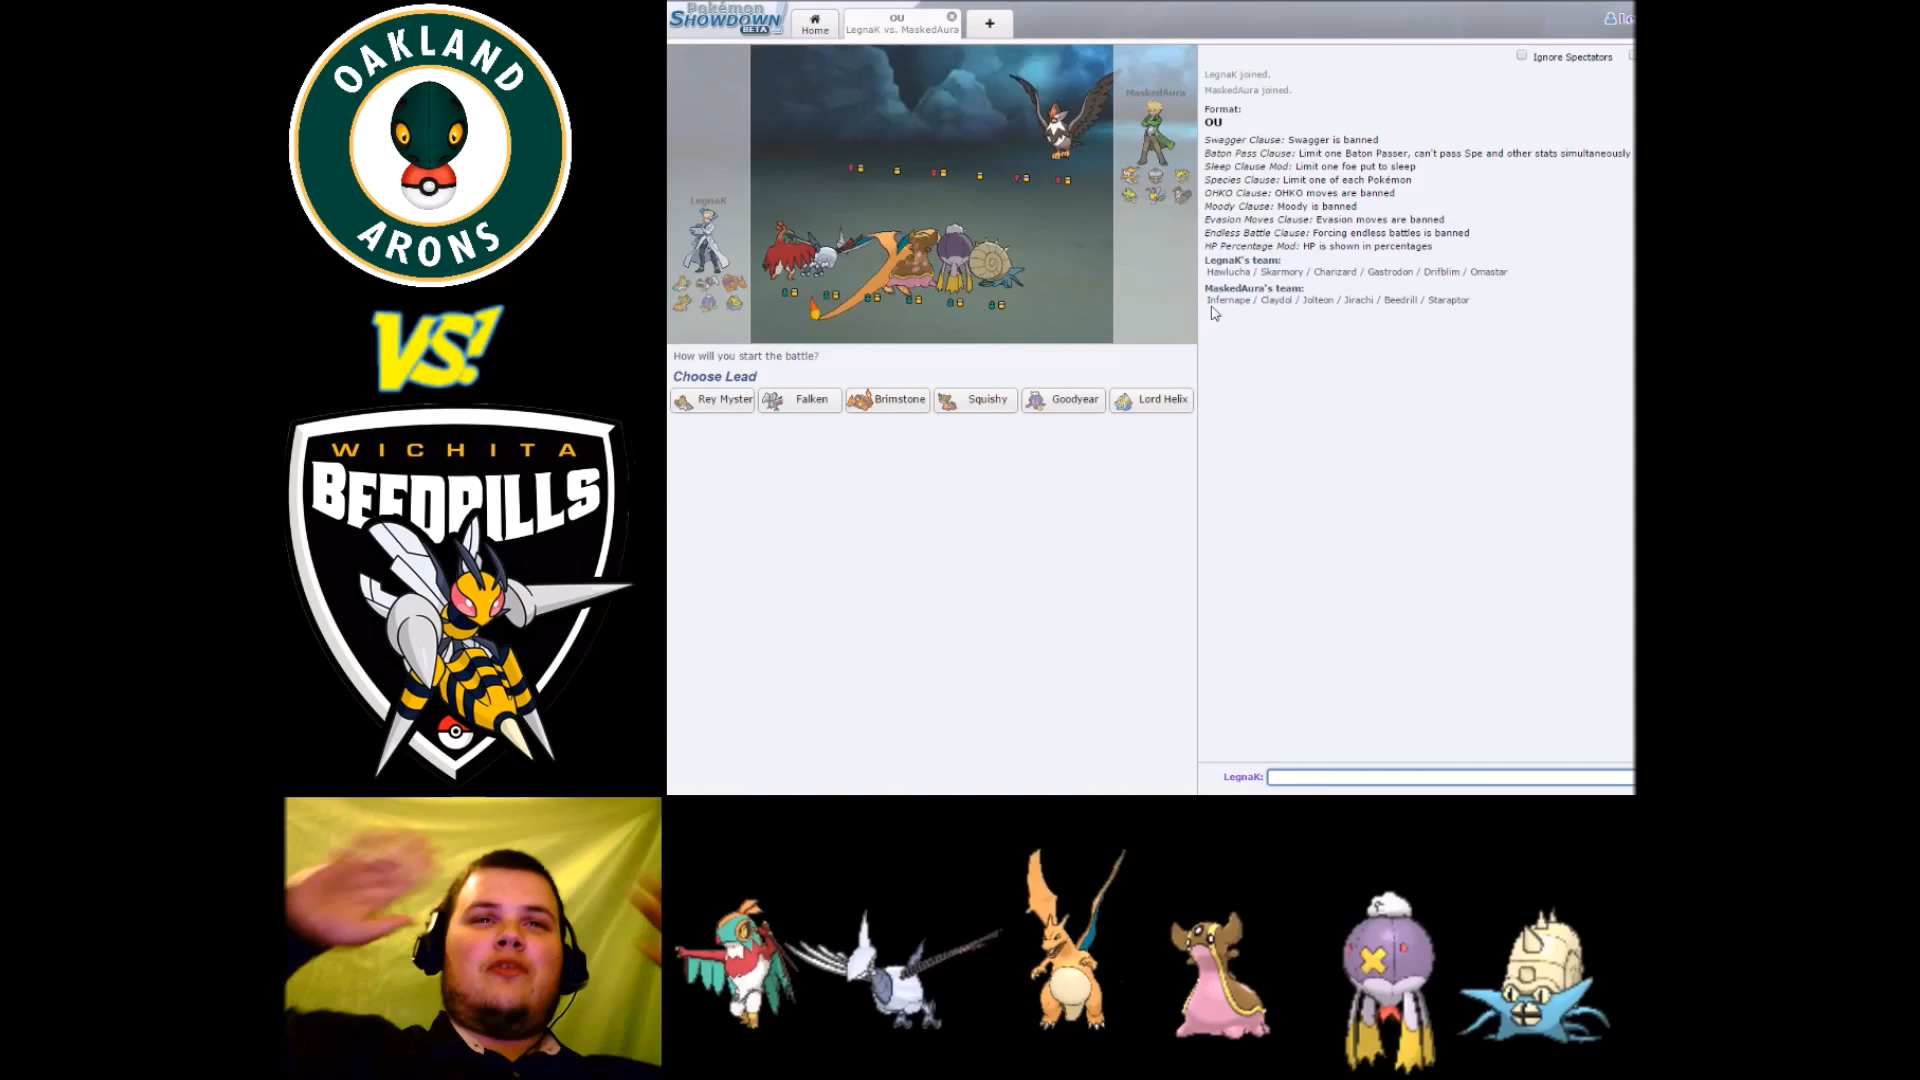 OAKLAND
ARONS
VS!
WICHITA
BEEDRILLS
Pokémon
SHOWDOWN!
BETA
Home
OU
LegnaK vs. MaskedAura
+
LegnaK
MaskedAura
How will you start the battle?
Choose Lead
Rey Myster
Falken
Brimstone
Squishy
Goodyear
Lord Helix
Ignore Spectators
LegnaK joined.
MaskedAura joined.
Format:
OU
Swagger Clause: Swagger is banned
Baton Pass Clause: Limit one Baton Passer, can't pass Spe and other stats simultaneously
Sleep Clause Mod: Limit one foe put to sleep
Species Clause: Limit one of each Pokémon
OHKO Clause: OHKO moves are banned
Moody Clause: Moody is banned
Evasion Moves Clause: Evasion moves are banned
Endless Battle Clause: Forcing endless battles is banned
HP Percentage Mod: HP is shown in percentages
LegnaK's team:
Hawlucha / Skarmory / Charizard / Gastrodon / Drifblim / Omastar
MaskedAura's team:
Infernape / Claydol / Jolteon / Jirachi / Beedrill / Staraptor
LegnaK: